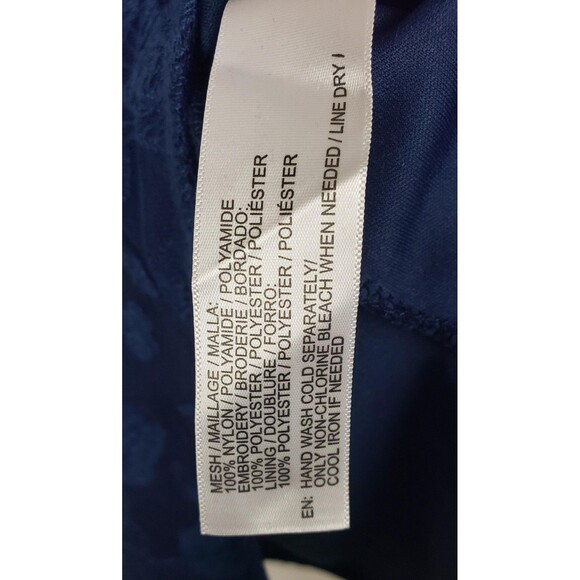 MESH / MAILLAGE / MALLA:
100% NYLON / POLYAMIDE / POLYAMIDE
EMBROIDERY / BRODERIE / BORDADO:
100% POLYESTER / POLYESTER / POLIÉSTER
LINING / DOUBLURE / FORRO:
100% POLYESTER / POLYESTER / POLIÉSTER
EN: HAND WASH COLD SEPARATELY/
ONLY NON-CHLORINE BLEACH WHEN NEEDED / LINE DRY /
COOL IRON IF NEEDED